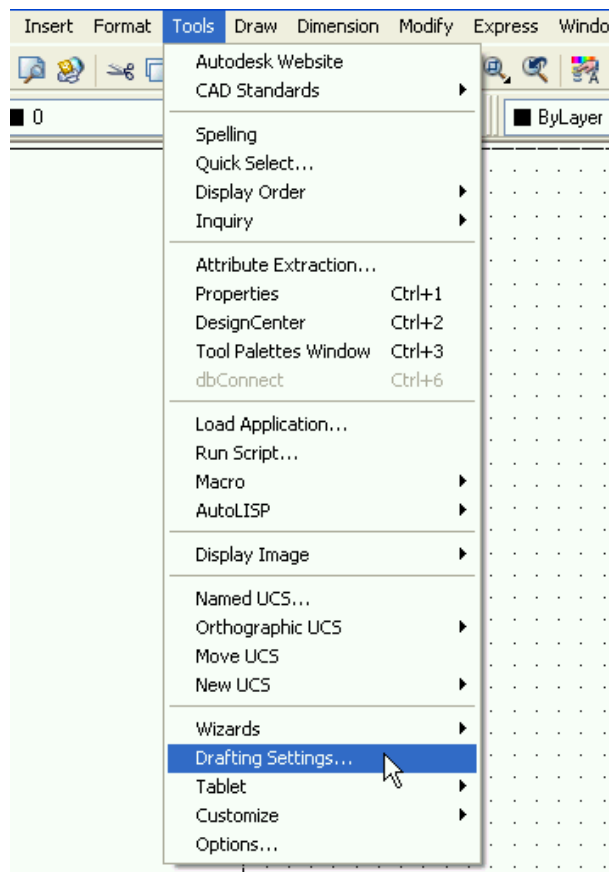 Insert Format Tools Draw Dimension Modify Express
0
ByLayer
Autodesk Website
CAD Standards
Spelling
Quick Select...
Display Order
Inquiry
Attribute Extraction...
Properties Ctrl+1
DesignCenter Ctrl+2
Tool Palettes Window Ctrl+3
dbConnect Ctrl+6
Load Application...
Run Script...
Macro
AutoLISP
Display Image
Named UCS...
Orthographic UCS
Move UCS
New UCS
Wizards
Drafting Settings...
Tablet
Customize
Options...